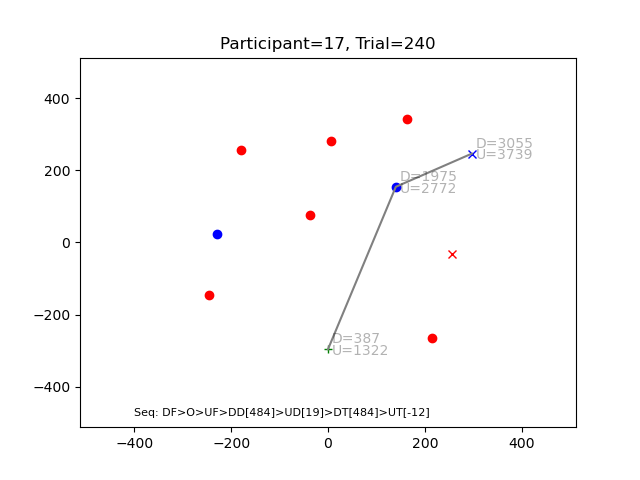 Participant=17, Trial=240
400
200
0
−200
−400
D=3055
U=3739
D=1975
U=2772
D=387
U=1322
Seq: DF>O>UF>DD[484]>UD[19]>DT[484]>UT[-12]
−400 −200 0 200 400